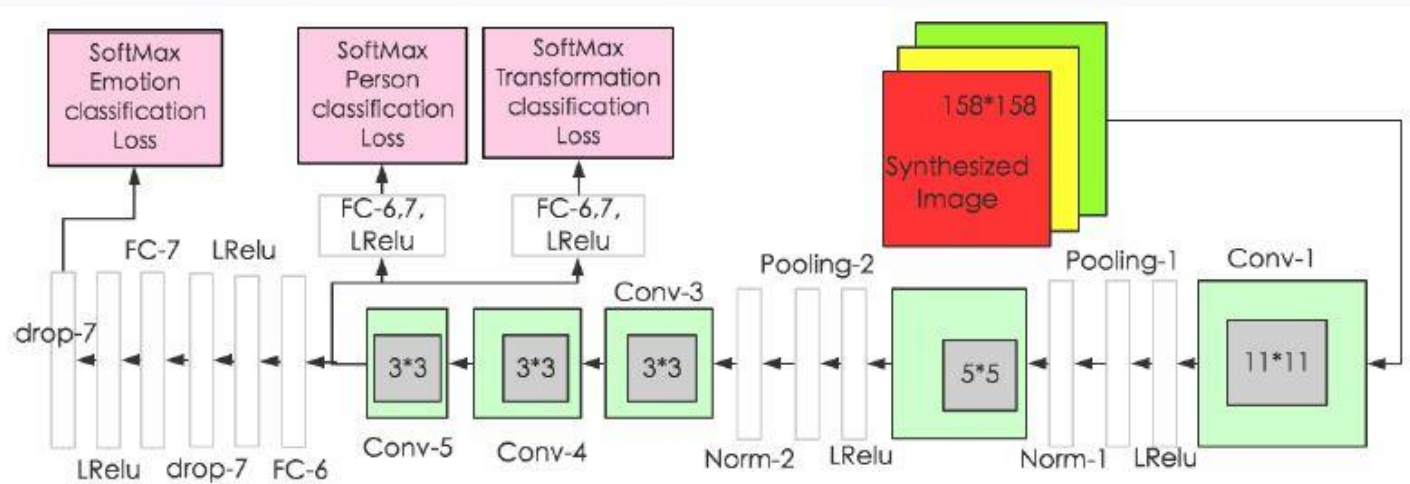 SoftMax
Emotion
classification
Loss
SoftMax
Person
classification
Loss
SoftMax
Transformation
classification
Loss
158*158
Synthesized
Image
FC-6,7,
LRelu
FC-6,7,
LRelu
FC-7
LRelu
Pooling-2
Pooling-1
Conv-1
Conv-3
drop-7
3*3
3*3
3*3
5*5
11*11
LRelu
drop-7
FC-6
Conv-5
Conv-4
Norm-2
LRelu
Norm-1
LRelu